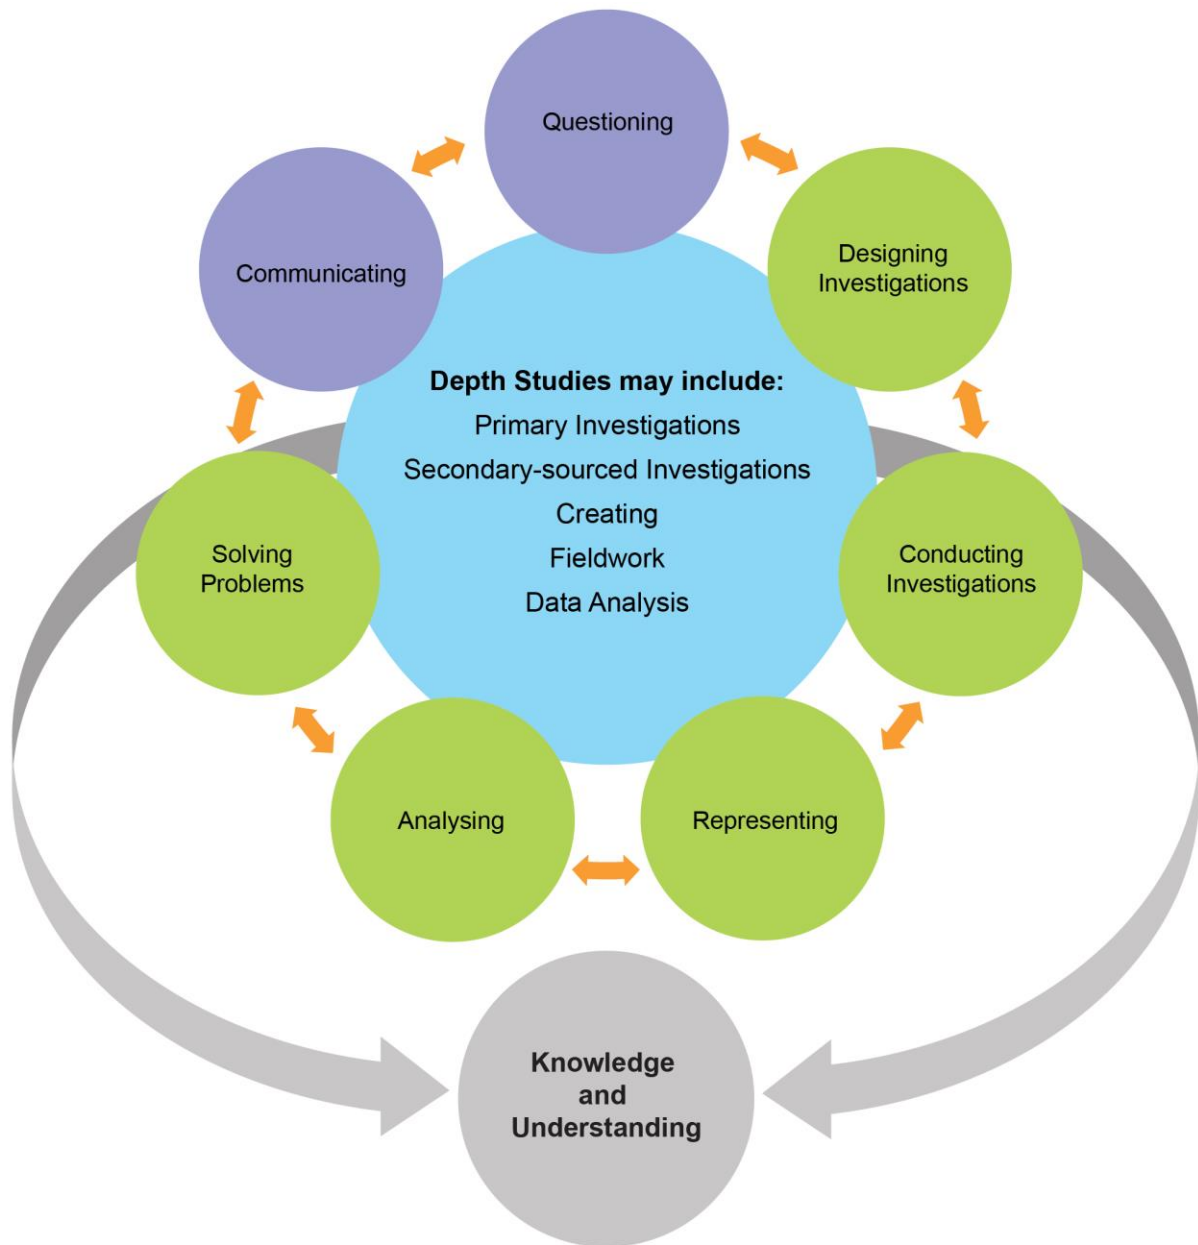 Questioning
Communicating
Designing
Investigations
Depth Studies may include:
Primary Investigations
Secondary-sourced Investigations
Creating
Fieldwork
Data Analysis
Solving
Problems
Conducting
Investigations
Analysing
Representing
Knowledge
and
Understanding